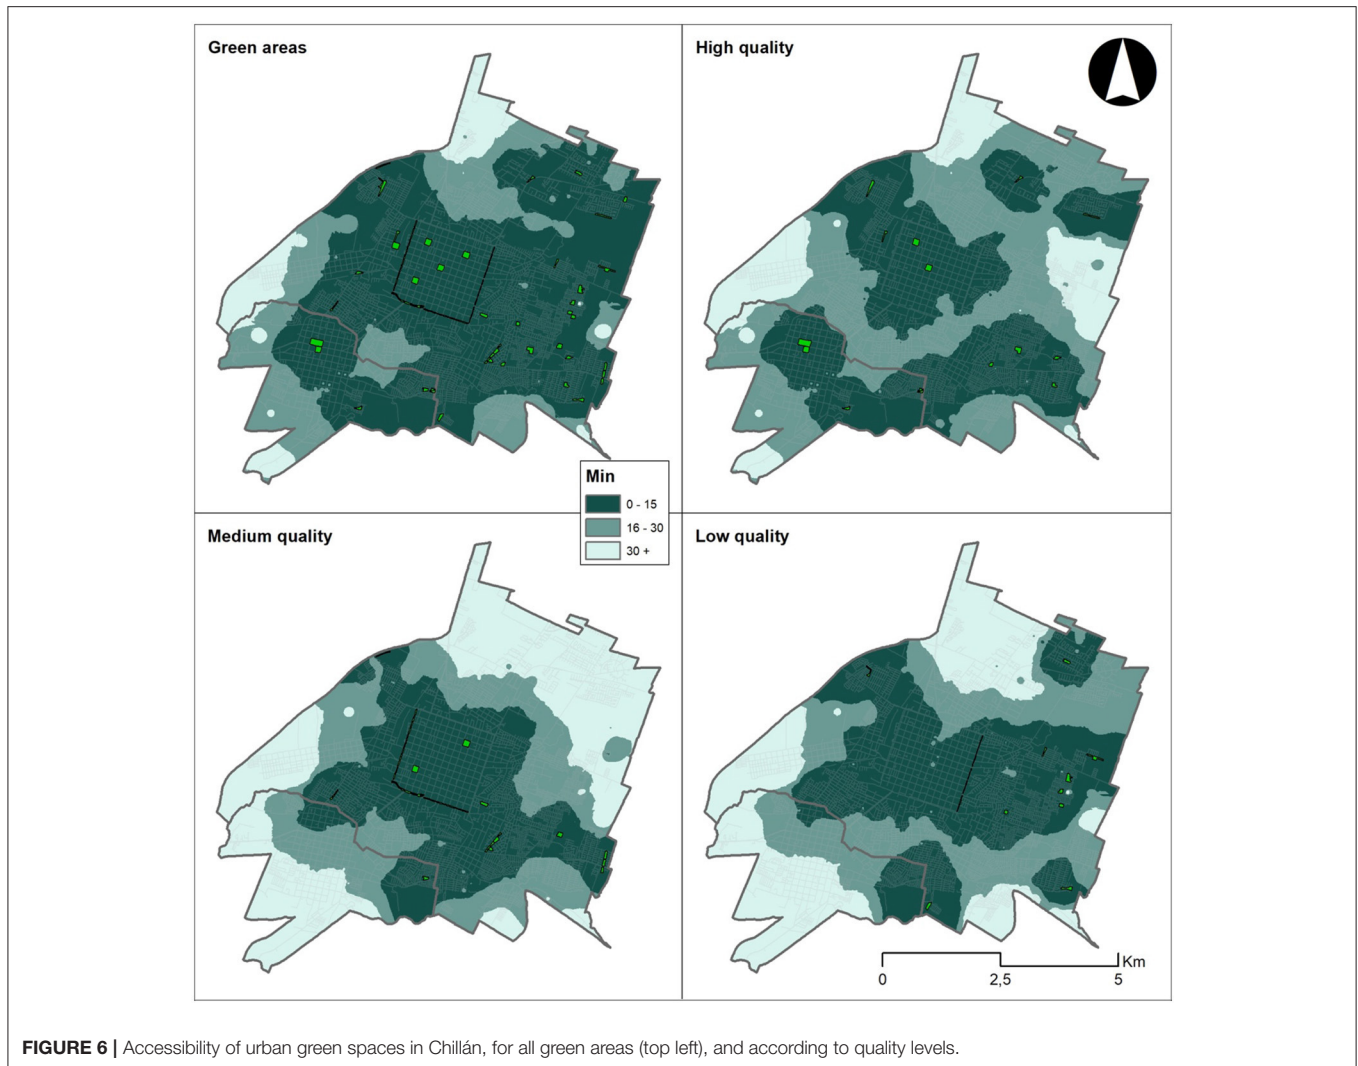 Green areas
High quality
Min
0 - 15
16 - 30
30 +
Medium quality
Low quality
Km
0 2,5 5
FIGURE 6 | Accessibility of urban green spaces in Chillán, for all green areas (top left), and according to quality levels.